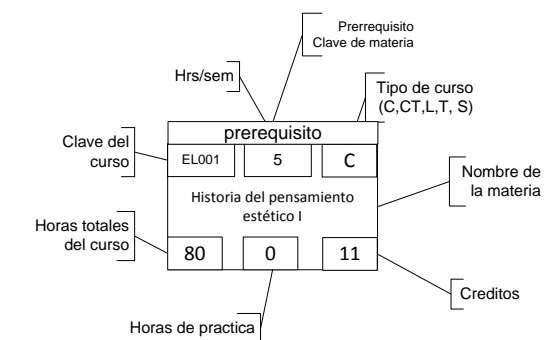 Prerrequisito
Clave de materia
Hrs/sem
Tipo de curso
(C,CT,L,T, S)
Clave del
curso
prerequisito
EL001
5
C
Historia del pensamiento
estético I
Nombre de
la materia
Horas totales
del curso
80
0
11
Creditos
Horas de practica